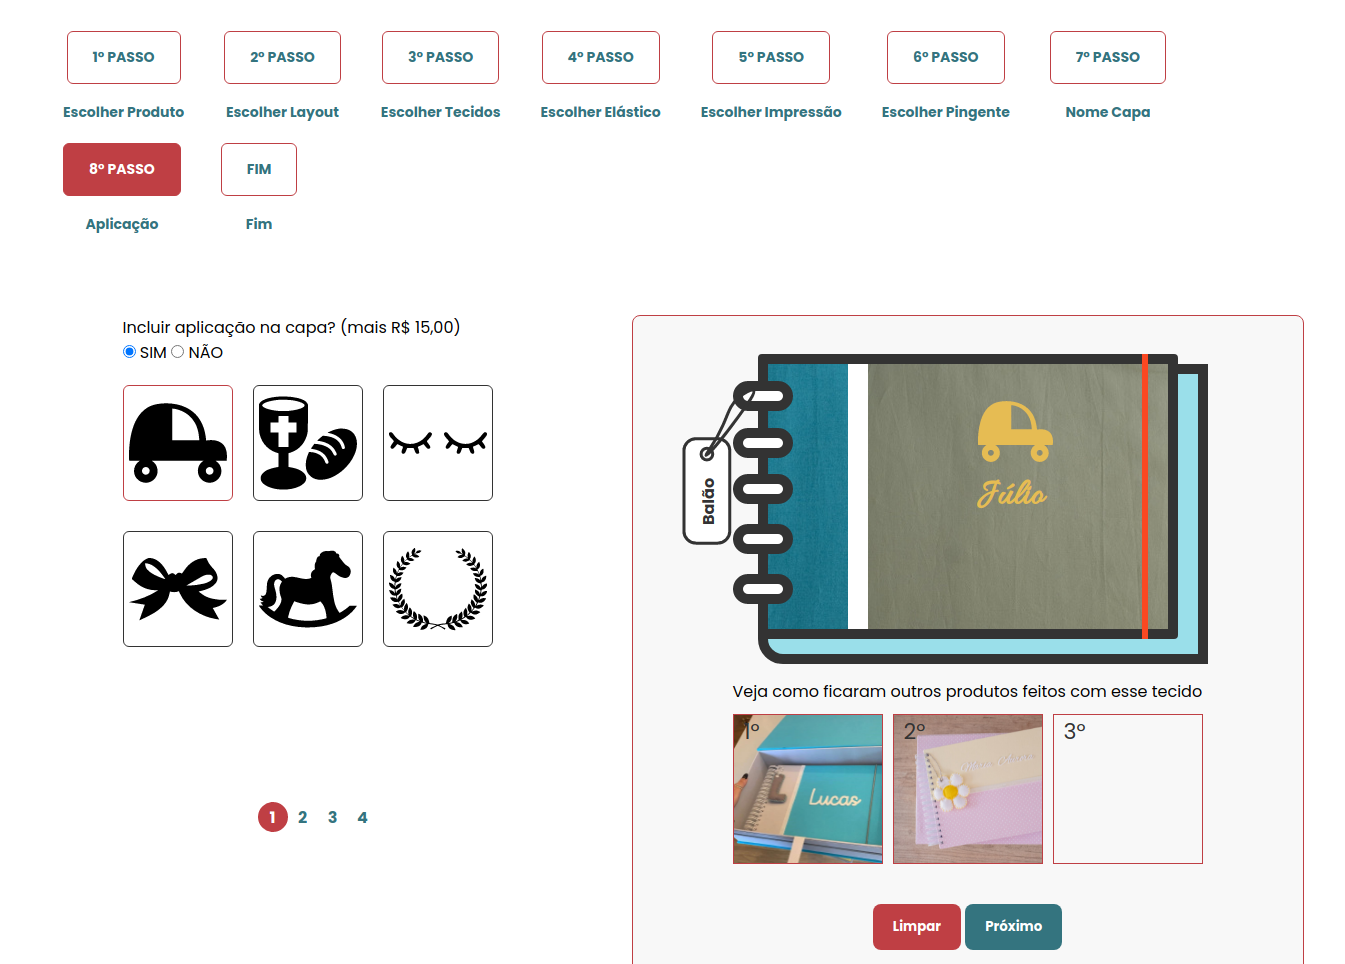 1º PASSO
2º PASSO
3º PASSO
4º PASSO
5º PASSO
6º PASSO
7º PASSO
Escolher Produto
Escolher Layout
Escolher Tecidos
Escolher Elástico
Escolher Impressão
Escolher Pingente
Nome Capa
8º PASSO
FIM
Aplicação
Fim
Incluir aplicação na capa? (mais R$ 15,00)
SIM NÃO
Júlio
Balão
Veja como ficaram outros produtos feitos com esse tecido
1º
2º
3º
Lucas
1 2 3 4
Limpar
Próximo